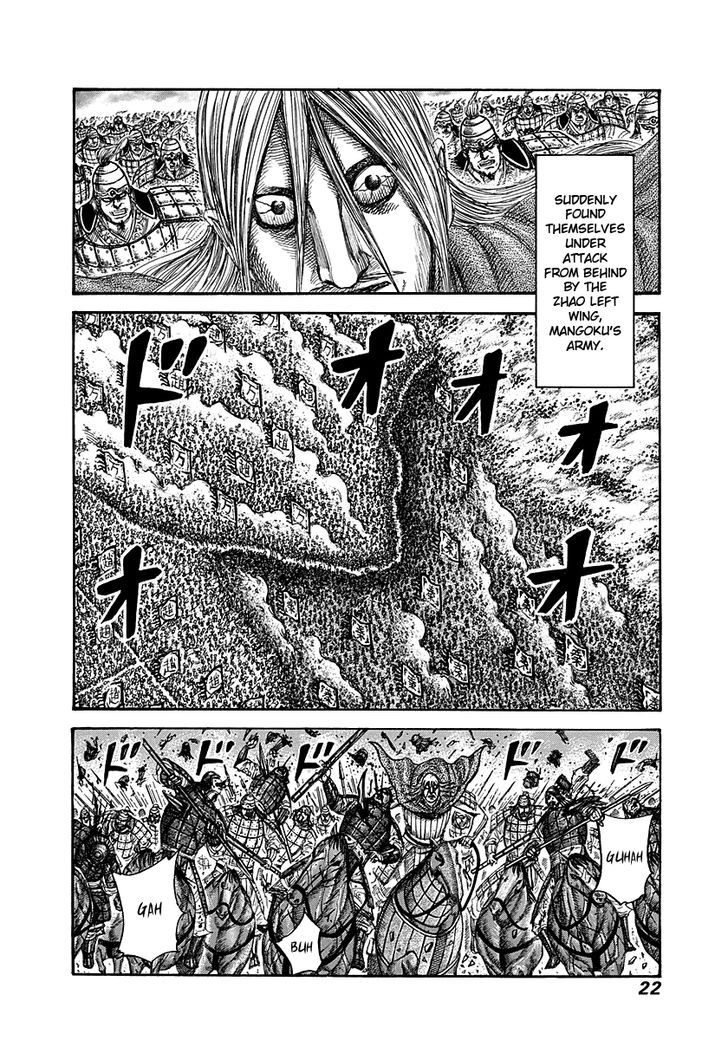 SUDDENLY
FOUND
THEMSELVES
UNDER
ATTACK
FROM BEHIND
BY THE
ZHAO LEFT
WING,
MANGOKU'S
ARMY.
ドオオオオオ
ドドドドド
GUHAH
GAH
BUH
22